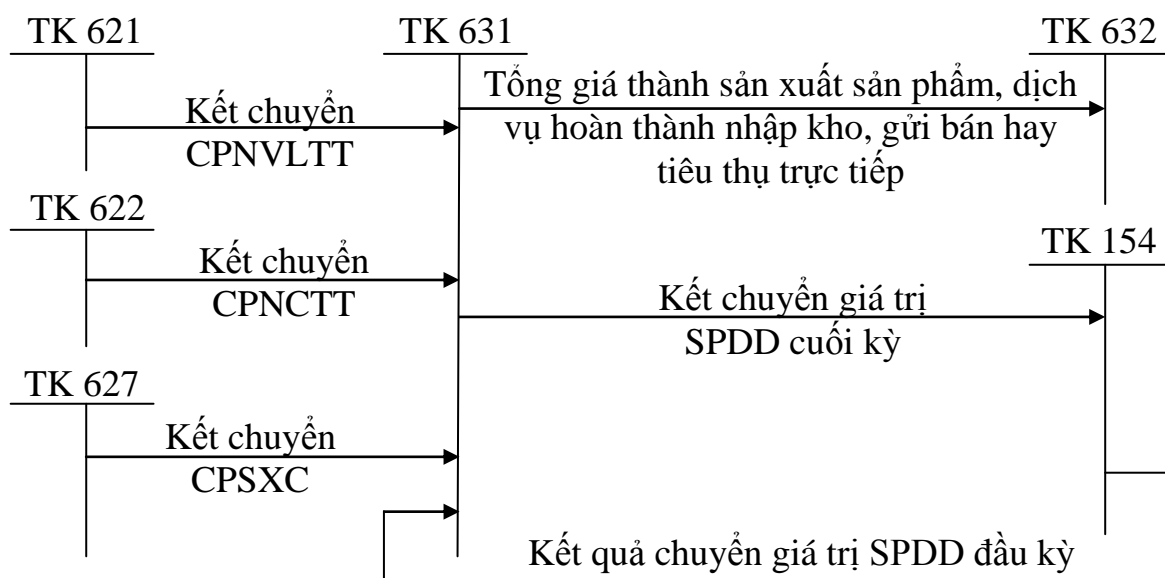 TK 621
TK 631
TK 632
Kết chuyển
CPNVLTT
Tổng giá thành sản xuất sản phẩm, dịch
vụ hoàn thành nhập kho, gửi bán hay
tiêu thụ trực tiếp
TK 622
Kết chuyển
CPNCTT
TK 154
Kết chuyển giá trị
SPDD cuối kỳ
TK 627
Kết chuyển
CPSXC
Kết quả chuyển giá trị SPDD đầu kỳ